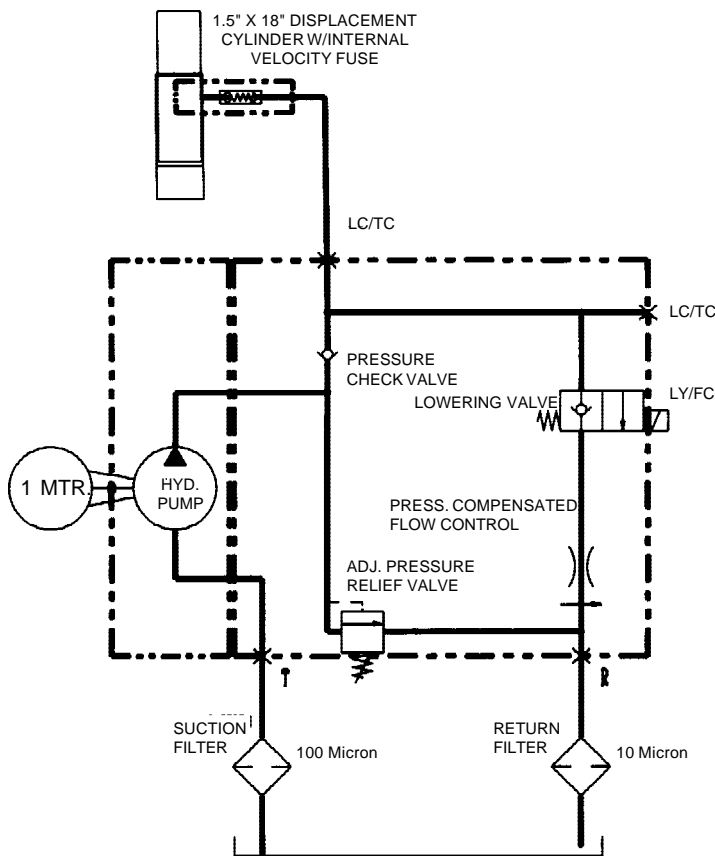 1.5" X 18" DISPLACEMENT
CYLINDER W/INTERNAL
VELOCITY FUSE
LC/TC
LC/TC
PRESSURE
CHECK VALVE
LOWERING VALVE
LY/FC
1 MTR.
HYD.
PUMP
PRESS. COMPENSATED
FLOW CONTROL
ADJ. PRESSURE
RELIEF VALVE
T
R
SUCTION
FILTER
100 Micron
RETURN
FILTER
10 Micron